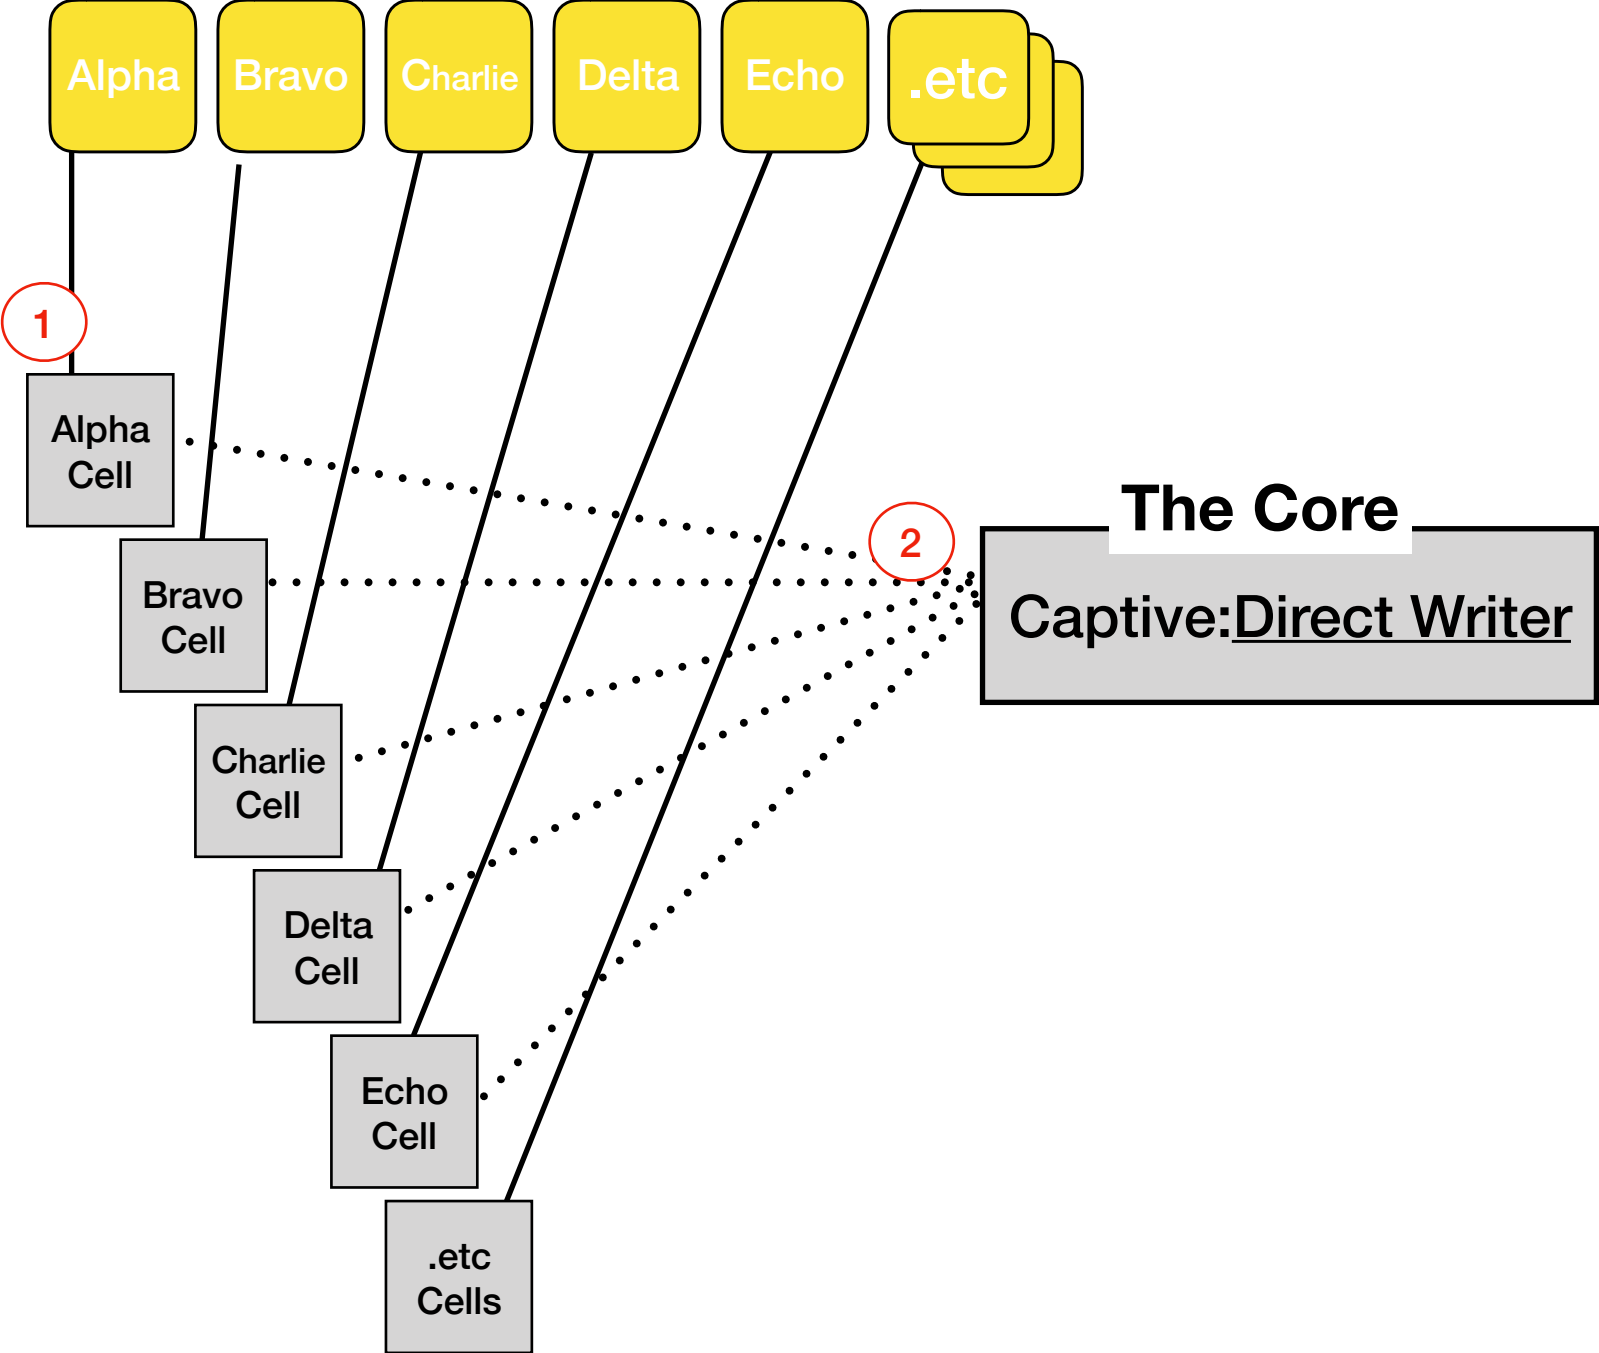 Alpha
Bravo
Charlie
Delta
Echo
.etc
1
Alpha
Cell
2
The Core
Captive:Direct Writer
Bravo
Cell
Charlie
Cell
Delta
Cell
Echo
Cell
.etc
Cells